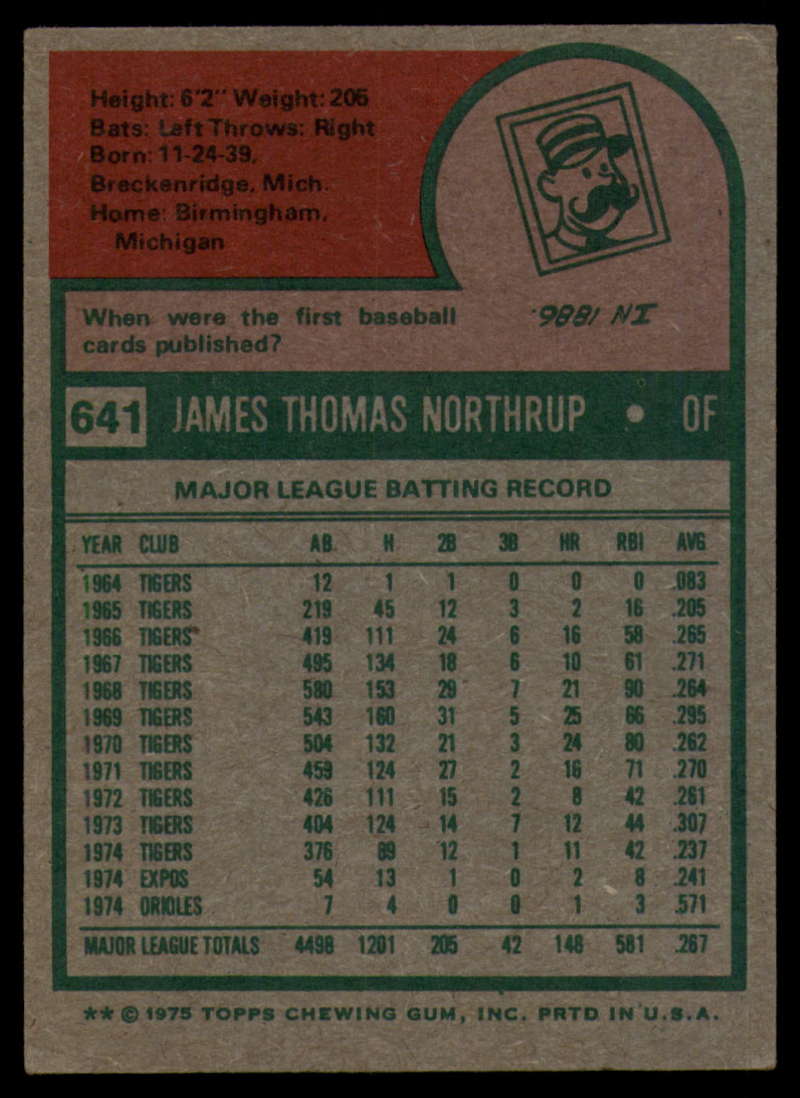 Height: 6'2" Weight: 205
Bats: Left Throws: Right
Born: 11-24-39,
Breckenridge, Mich.
Home: Birmingham,
Michigan
When were the first baseball
cards published?
IN 1886.
641 JAMES THOMAS NORTHRUP • OF
MAJOR LEAGUE BATTING RECORD
YEAR CLUB AB H 2B 3B HR RBI AVG
1964 TIGERS 12 1 1 0 0 0 .083
1965 TIGERS 219 45 12 3 2 16 .205
1966 TIGERS 419 111 24 6 16 58 .265
1967 TIGERS 495 134 18 6 10 61 .271
1968 TIGERS 580 153 29 7 21 90 .264
1969 TIGERS 543 160 31 5 25 66 .295
1970 TIGERS 504 132 21 3 24 80 .262
1971 TIGERS 459 124 27 2 16 71 .270
1972 TIGERS 426 111 15 2 8 42 .261
1973 TIGERS 404 124 14 7 12 44 .307
1974 TIGERS 376 89 12 1 11 42 .237
1974 EXPOS 54 13 1 0 2 8 .241
1974 ORIOLES 7 4 0 0 1 3 .571
MAJOR LEAGUE TOTALS 4498 1201 205 42 148 581 .267
** © 1975 TOPPS CHEWING GUM, INC. PRTD IN U.S.A.